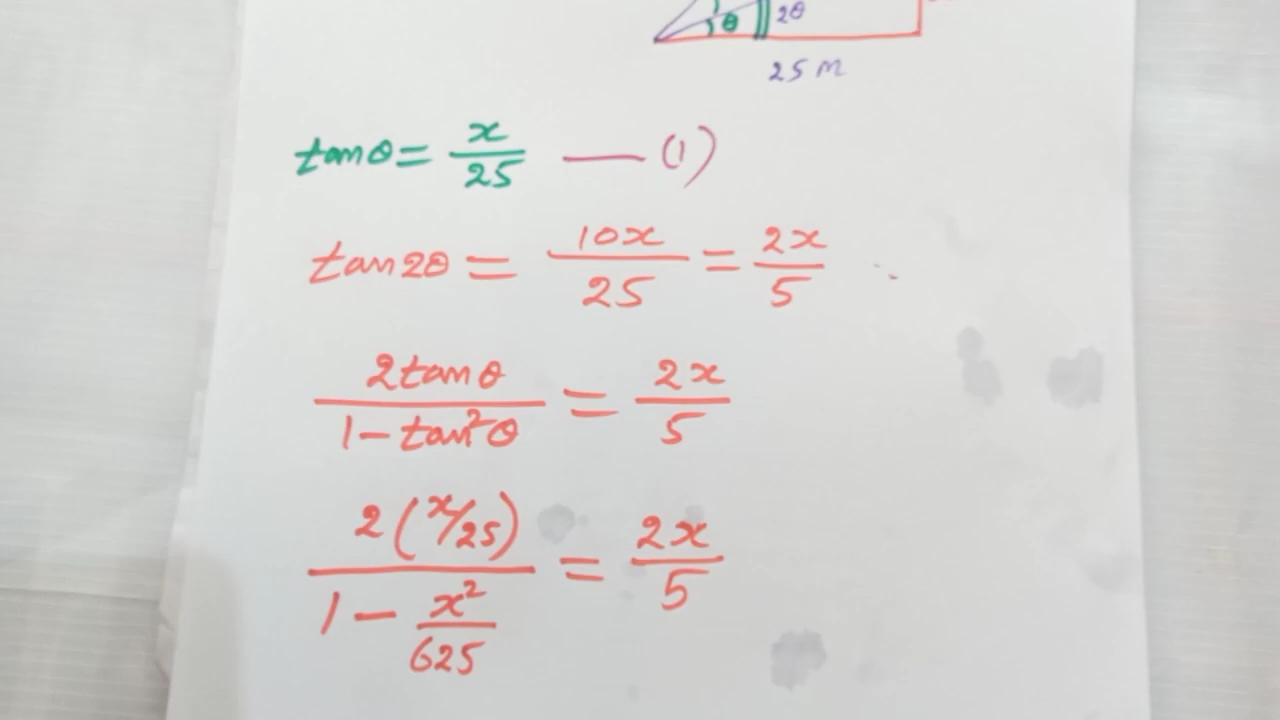 θ 2θ
25 m
tanθ = x/25 — (1)
tan2θ = 10x/25 = 2x/5
2tanθ/1-tan²θ = 2x/5
2(x/25)/1-x²/625 = 2x/5